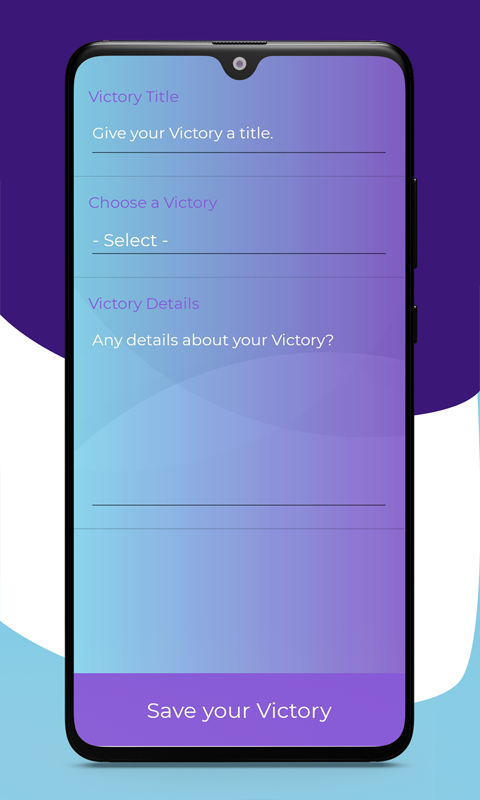 Victory Title
Give your Victory a title.
Choose a Victory
- Select -
Victory Details
Any details about your Victory?
Save your Victory